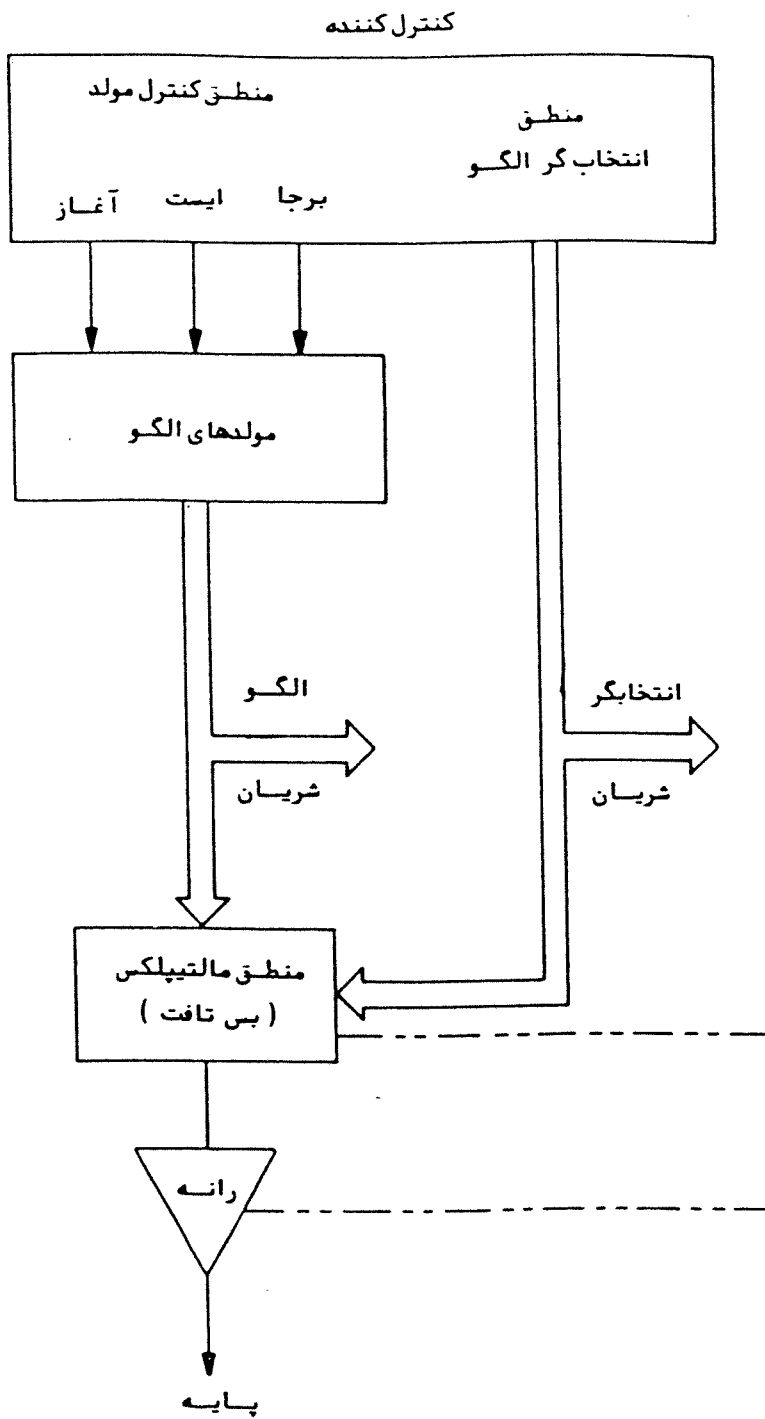 کنترل‌کننده
منطق کنترل مولد
منطق
انتخاب‌گر الگو
برجا
ایست
آغاز
مولدهای الگو
انتخابگر
شریان
الگو
شریان
منطق مالتیپلکس
( بس تافت )
رانه
پایه